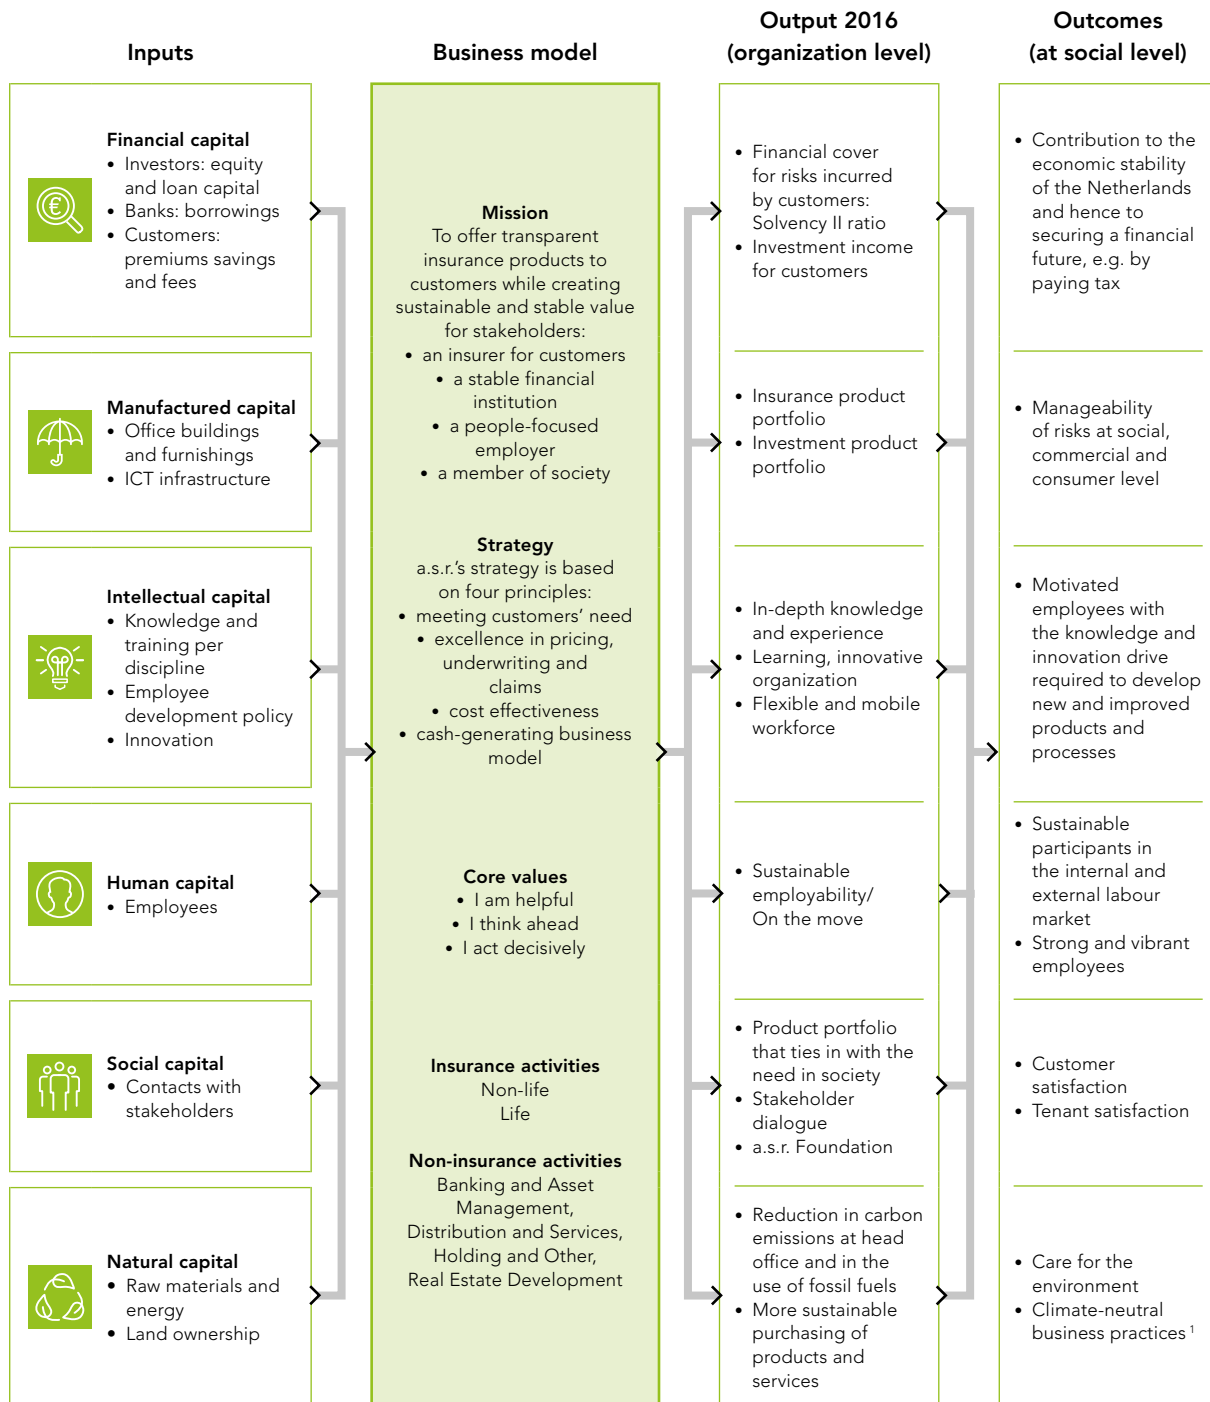 Inputs
Business model
Output 2016
(organization level)
Outcomes
(at social level)
Financial capital
• Investors: equity
and loan capital
• Banks: borrowings
• Customers:
premiums savings
and fees
Manufactured capital
• Office buildings
and furnishings
• ICT infrastructure
Intellectual capital
• Knowledge and
training per
discipline
• Employee
development policy
• Innovation
Human capital
• Employees
Social capital
• Contacts with
stakeholders
Natural capital
• Raw materials and
energy
• Land ownership
Mission
To offer transparent
insurance products to
customers while creating
sustainable and stable value
for stakeholders:
• an insurer for customers
• a stable financial
institution
• a people-focused
employer
• a member of society
Strategy
a.s.r.'s strategy is based
on four principles:
• meeting customers' need
• excellence in pricing,
underwriting and
claims
• cost effectiveness
• cash-generating business
model
Core values
• I am helpful
• I think ahead
• I act decisively
Insurance activities
Non-life
Life
Non-insurance activities
Banking and Asset
Management,
Distribution and Services,
Holding and Other,
Real Estate Development
• Financial cover
for risks incurred
by customers:
Solvency II ratio
• Investment income
for customers
• Insurance product
portfolio
• Investment product
portfolio
• In-depth knowledge
and experience
• Learning, innovative
organization
• Flexible and mobile
workforce
• Sustainable
employability/
On the move
• Product portfolio
that ties in with the
need in society
• Stakeholder
dialogue
• a.s.r. Foundation
• Reduction in carbon
emissions at head
office and in the
use of fossil fuels
• More sustainable
purchasing of
products and
services
• Contribution to the
economic stability
of the Netherlands
and hence to
securing a financial
future, e.g. by
paying tax
• Manageability
of risks at social,
commercial and
consumer level
• Motivated
employees with
the knowledge and
innovation drive
required to develop
new and improved
products and
processes
• Sustainable
participants in
the internal and
external labour
market
• Strong and vibrant
employees
• Customer
satisfaction
• Tenant satisfaction
• Care for the
environment
• Climate-neutral
business practices 1